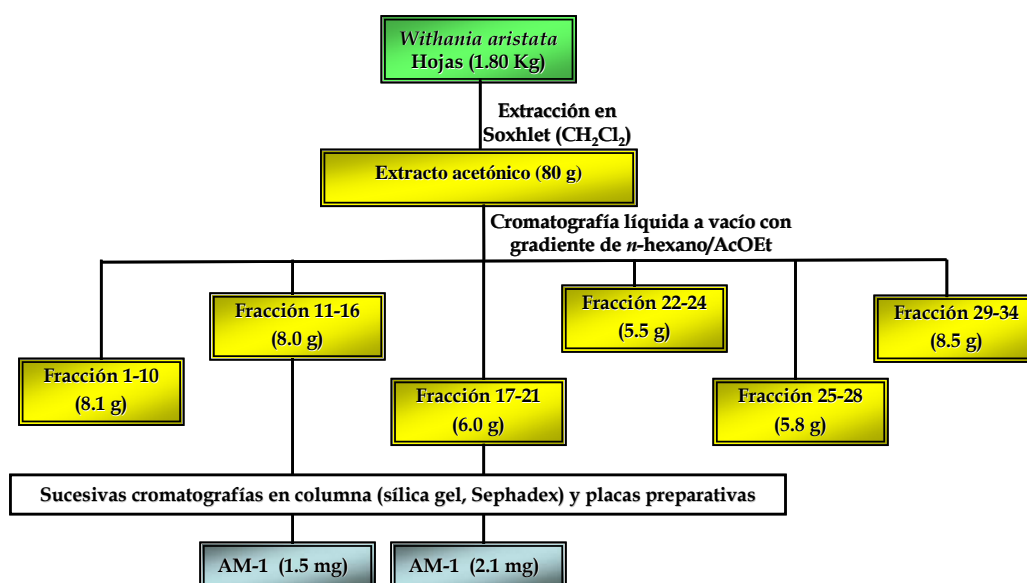 Withania aristata
Hojas (1.80 Kg)
Extracción en
Soxhlet (CH₂Cl₂)
Extracto acetónico (80 g)
Cromatografía líquida a vacío con
gradiente de n-hexano/AcOEt
Fracción 1-10
(8.1 g)
Fracción 11-16
(8.0 g)
Fracción 17-21
(6.0 g)
Fracción 22-24
(5.5 g)
Fracción 25-28
(5.8 g)
Fracción 29-34
(8.5 g)
Sucesivas cromatografías en columna (sílica gel, Sephadex) y placas preparativas
AM-1 (1.5 mg)
AM-1 (2.1 mg)